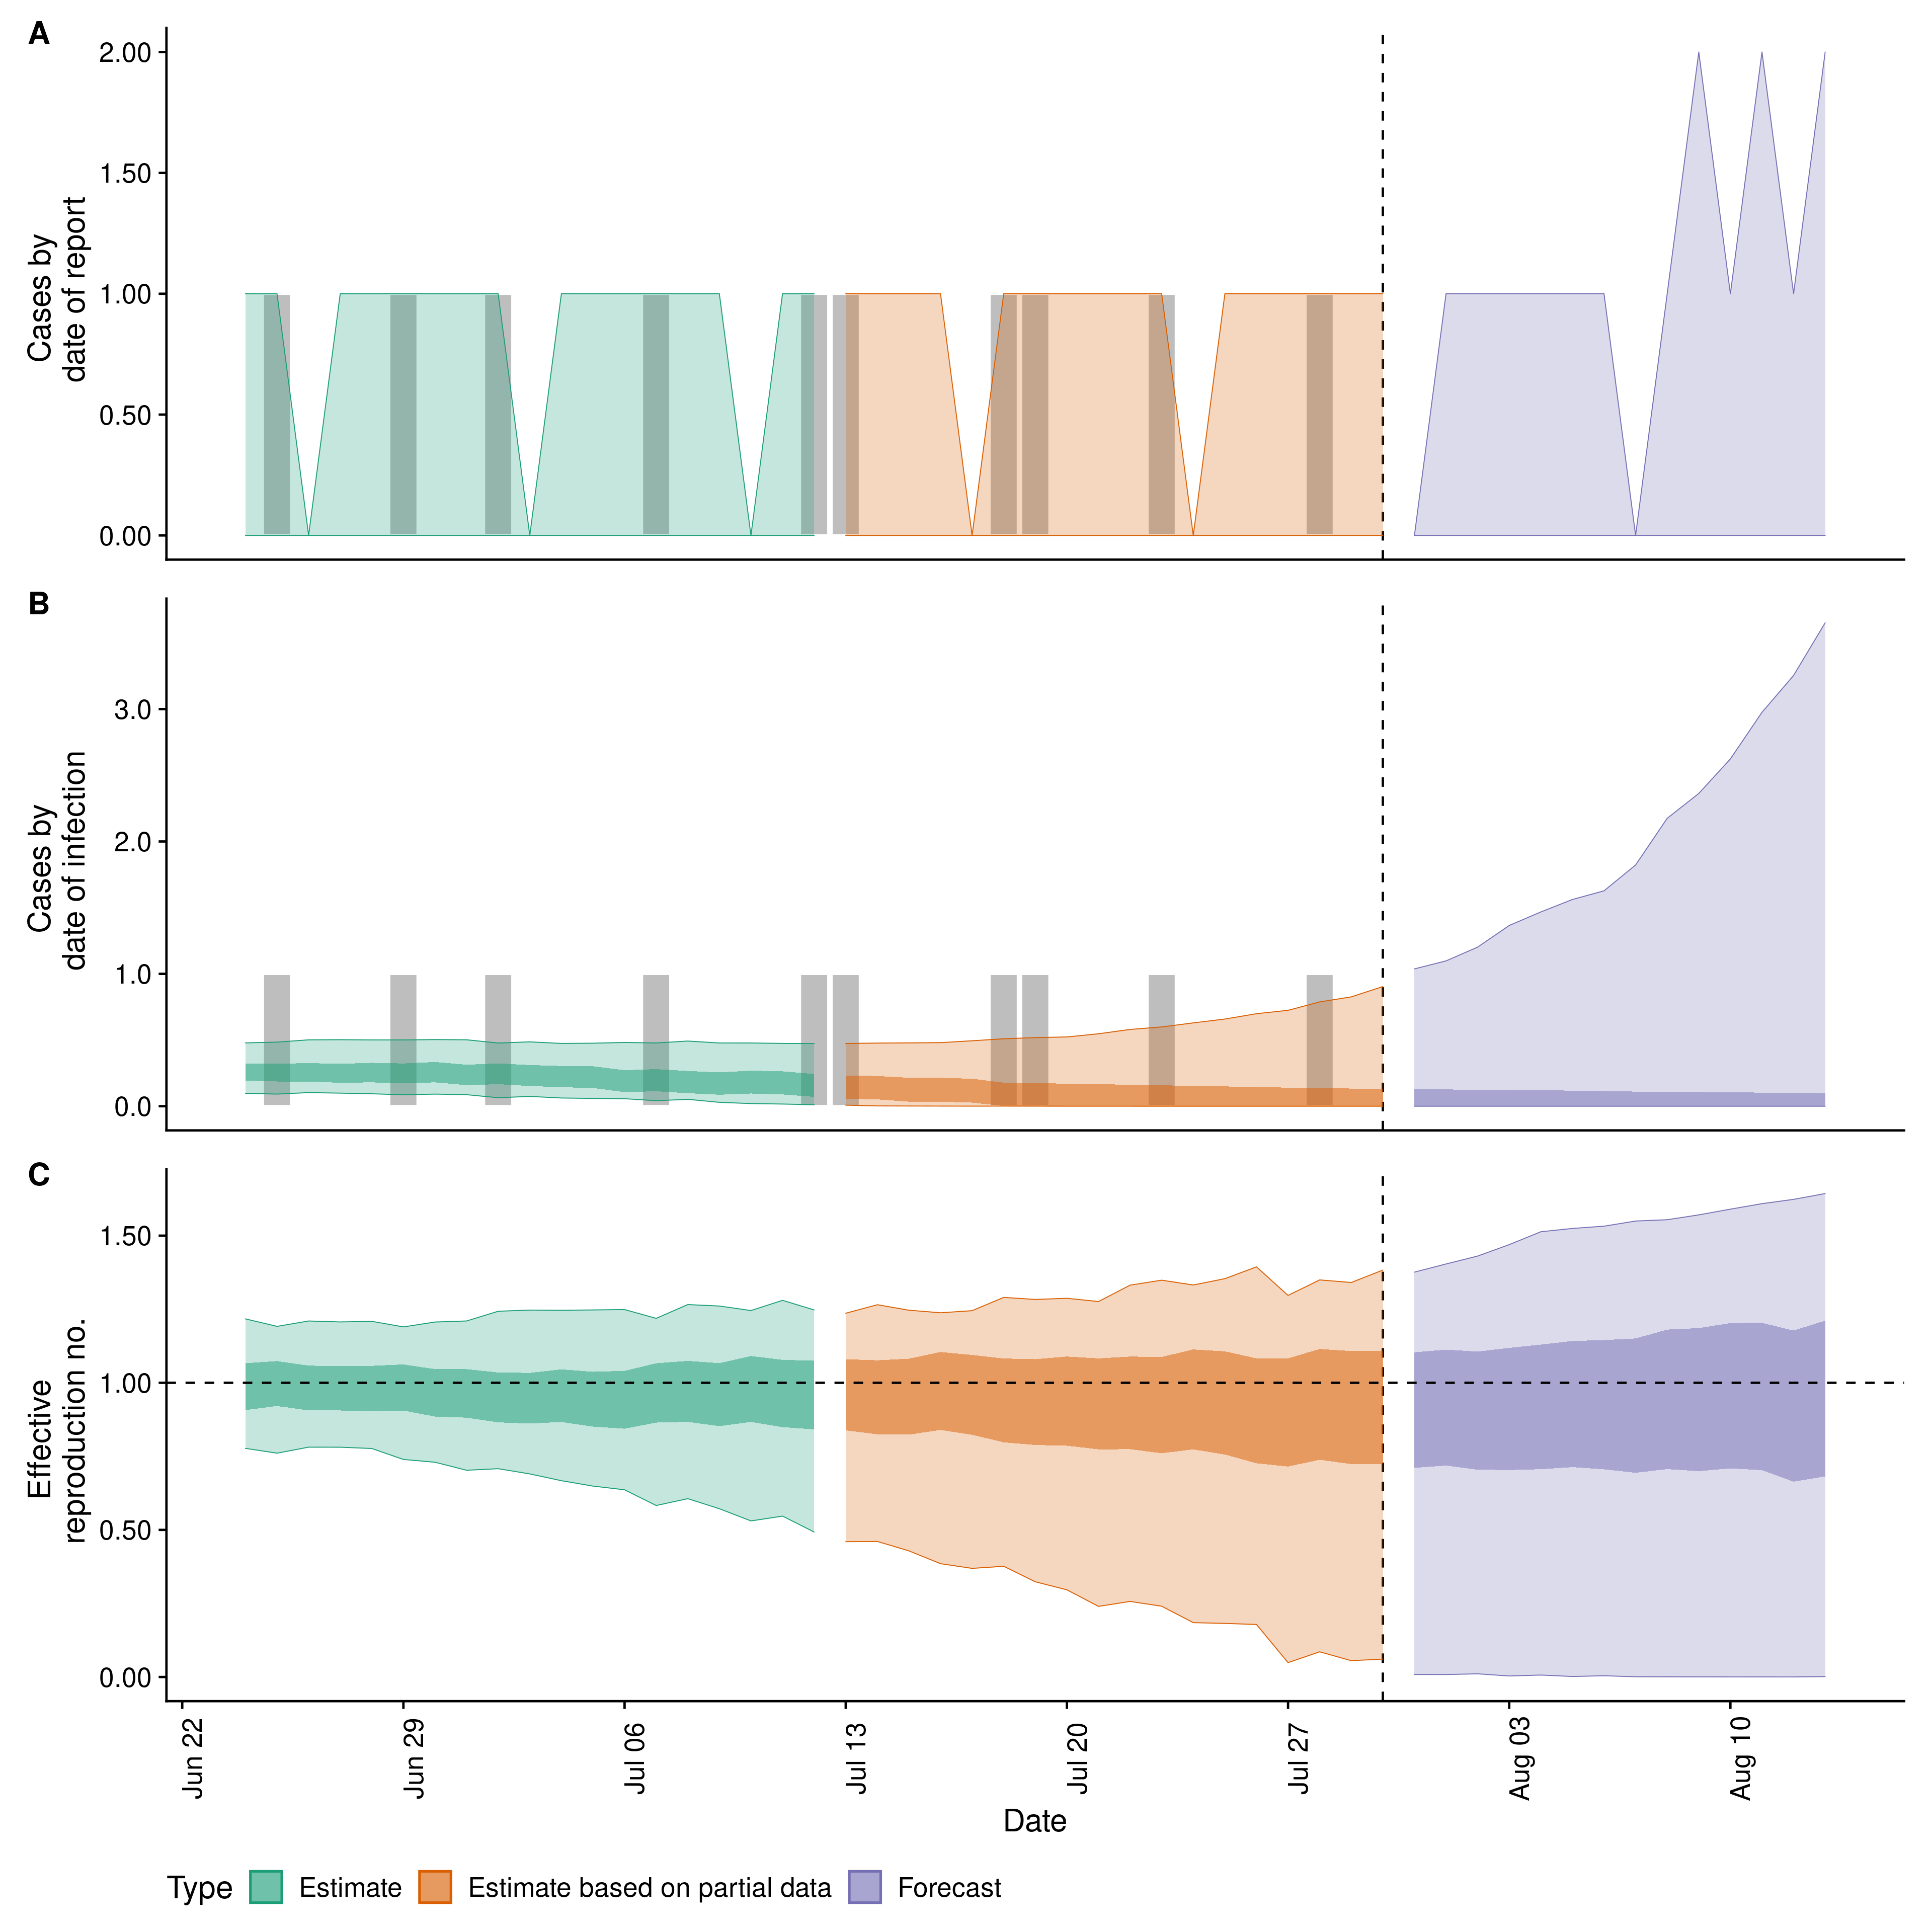 A
2.00
1.50
1.00
0.50
0.00
Cases by
date of report
B
3.0
2.0
1.0
0.0
Cases by
date of infection
C
1.50
1.00
0.50
0.00
Effective
reproduction no.
Jun 22
Jun 29
Jul 06
Jul 13
Jul 20
Jul 27
Aug 03
Aug 10
Date
Type Estimate Estimate based on partial data Forecast